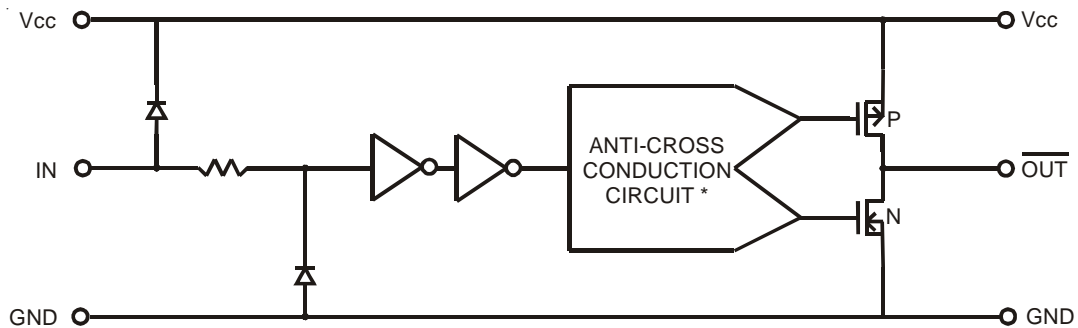 Vcc
Vcc
P
ANTI-CROSS
CONDUCTION
CIRCUIT *
IN
OUT
N
GND
GND